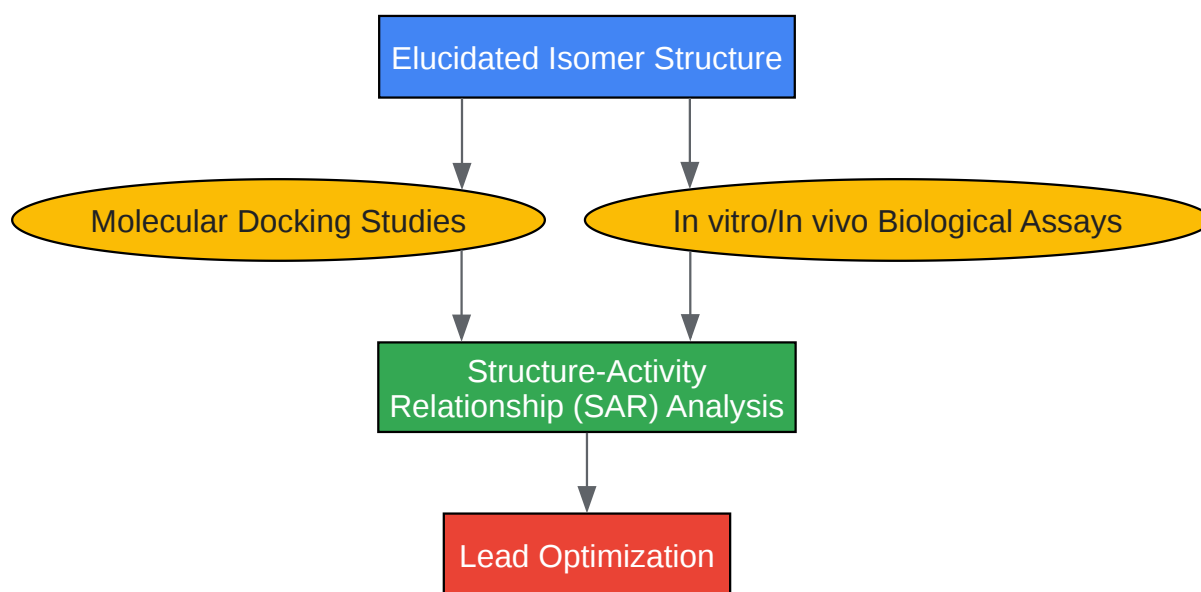 Elucidated Isomer Structure
Molecular Docking Studies
In vitro/In vivo Biological Assays
Structure-Activity
Relationship (SAR) Analysis
Lead Optimization